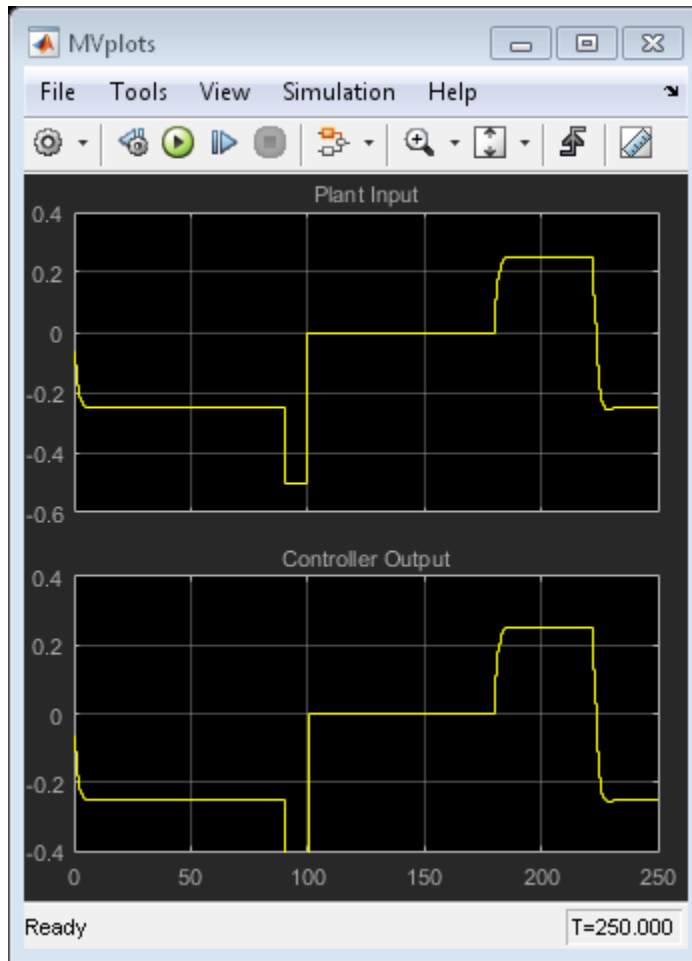 MVplots
File Tools View Simulation Help
Plant Input
0.4
0.2
0
-0.2
-0.4
-0.6
Controller Output
0.4
0.2
0
-0.2
-0.4
0 50 100 150 200 250
Ready T=250.000